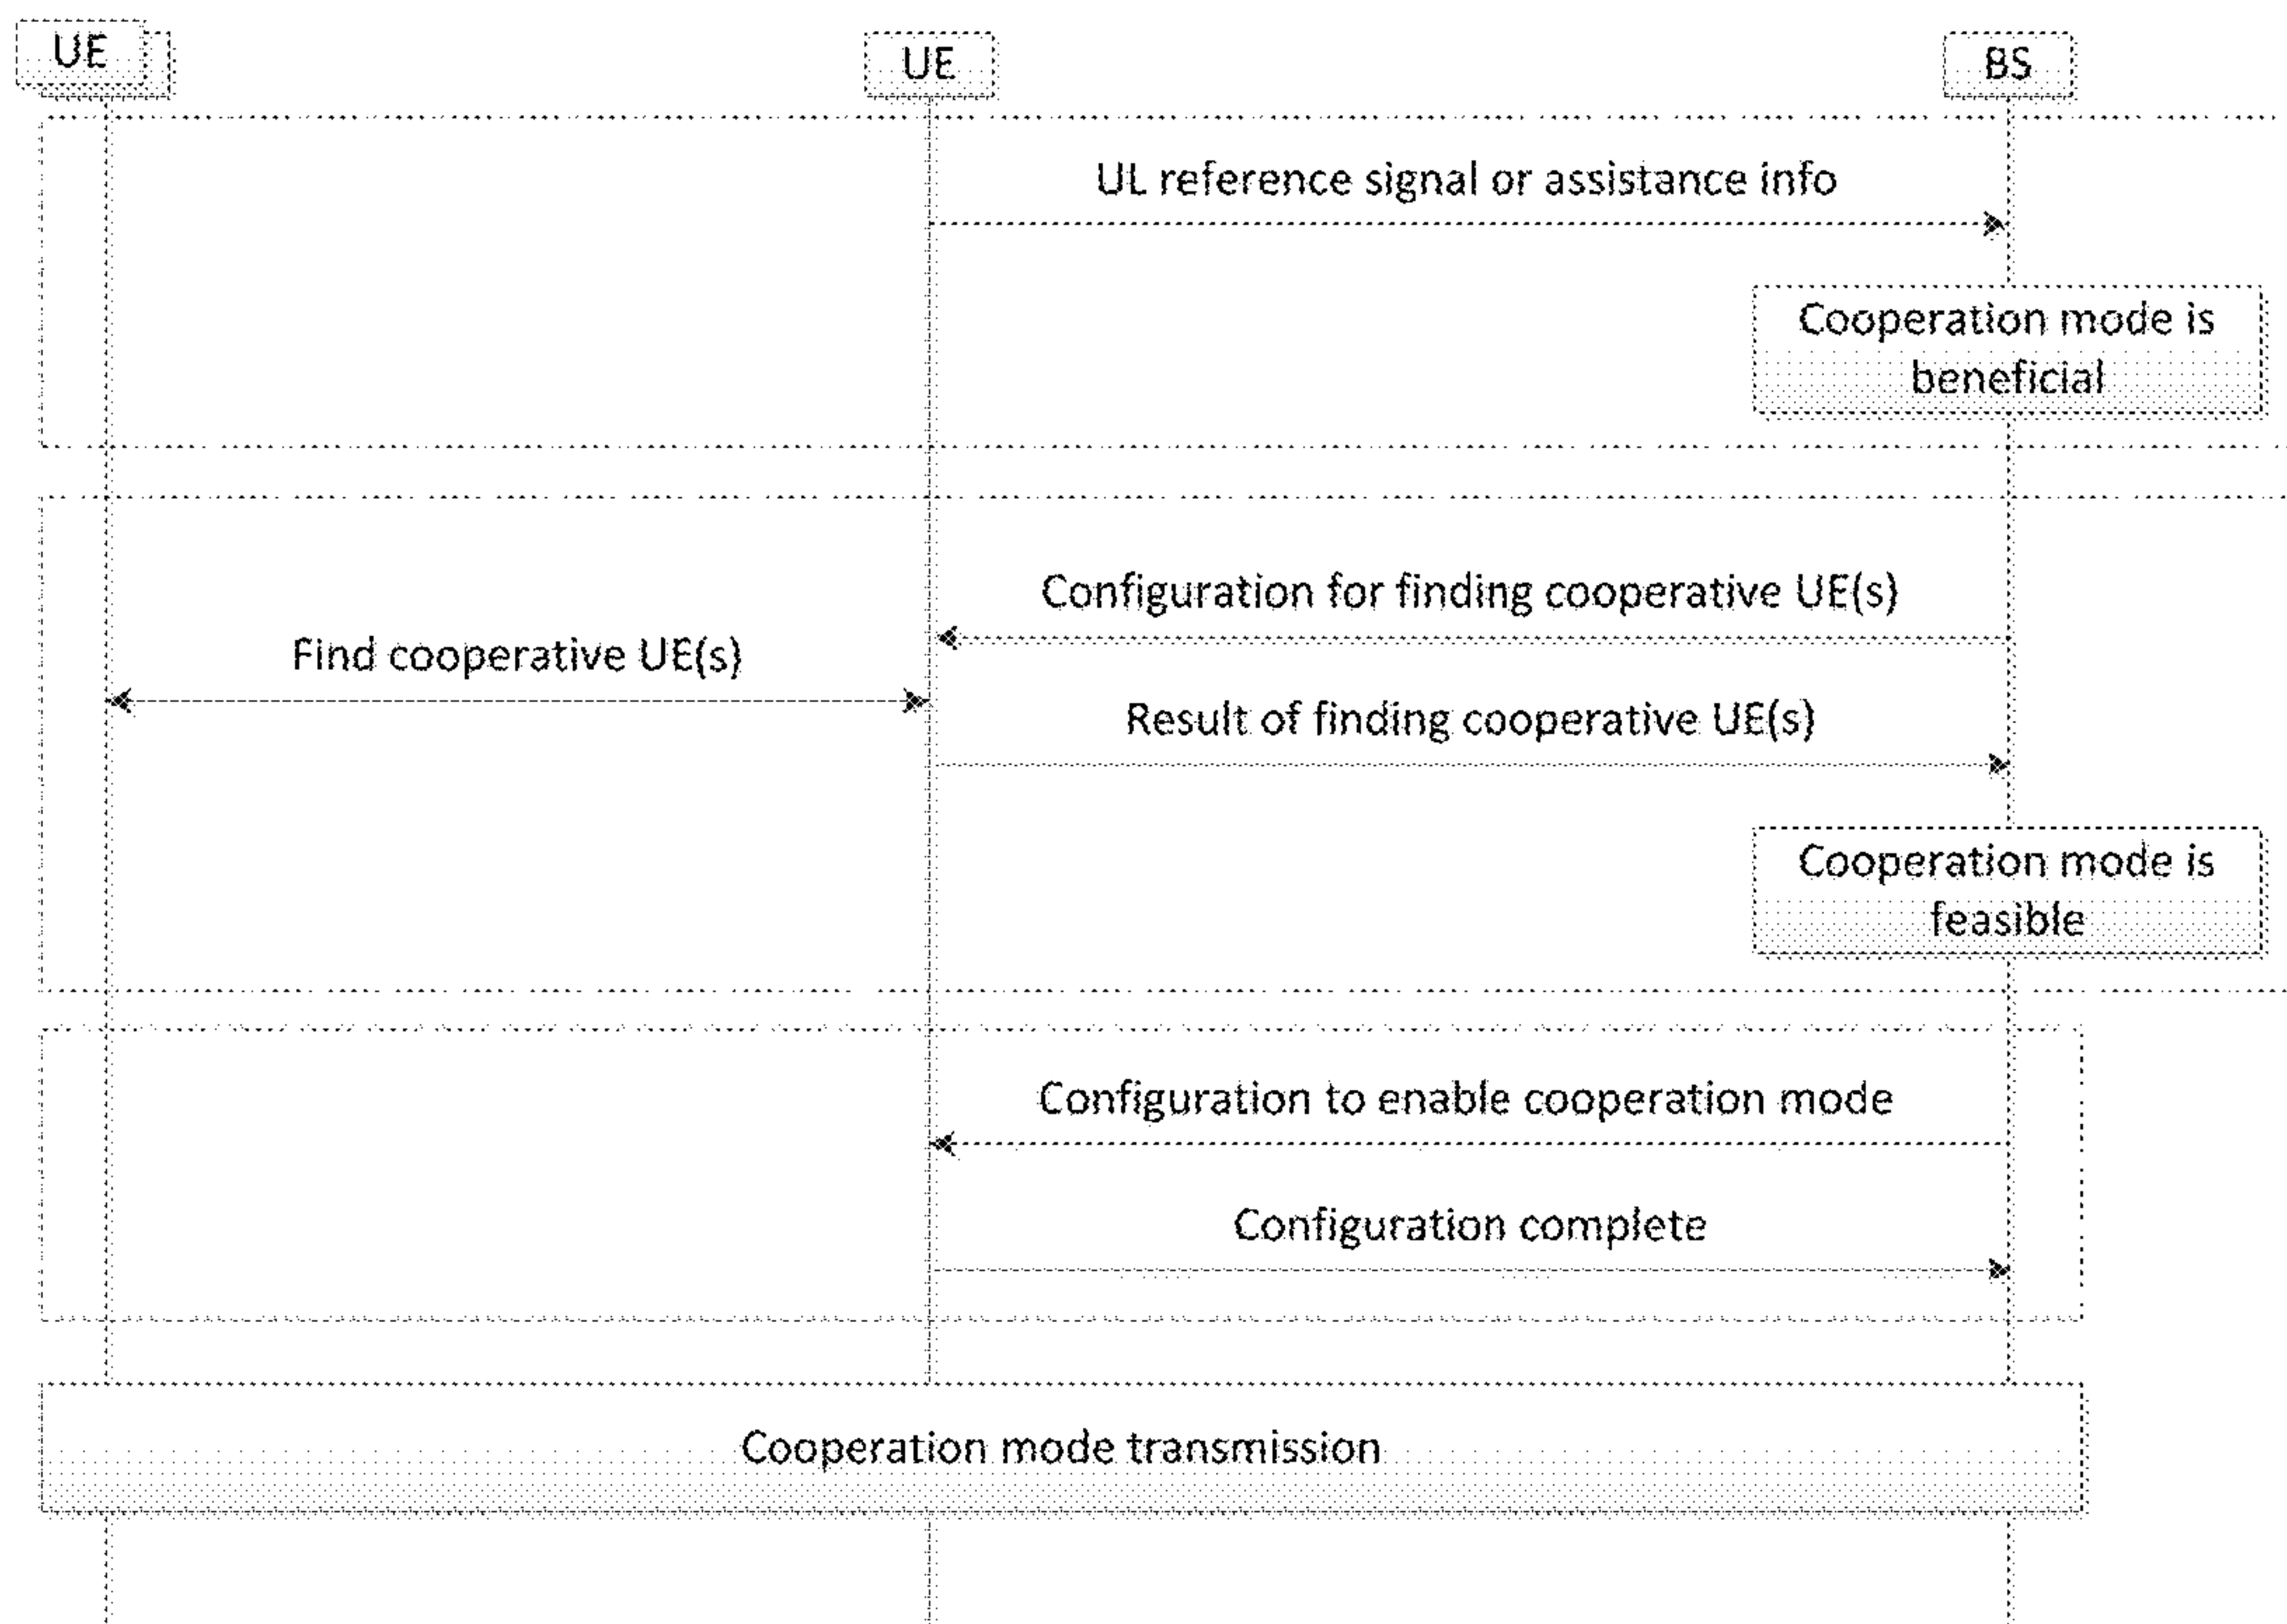 UE
UE
BS
UL reference signal or assistance info
Cooperation mode is
beneficial
Configuration for finding cooperative UE(s)
Find cooperative UE(s)
Result of finding cooperative UE(s)
Cooperation mode is
feasible
Configuration to enable cooperation mode
Configuration complete
Cooperation mode transmission